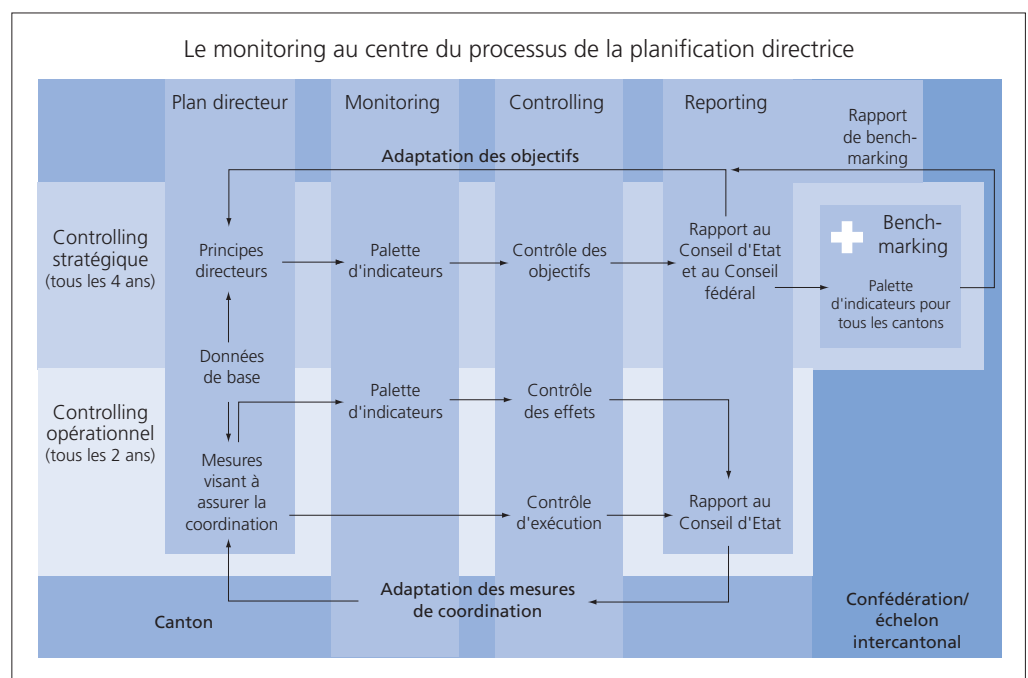 Le monitoring au centre du processus de la planification directrice
Plan directeur
Monitoring
Controlling
Reporting
Rapport
de bench-
marking
Adaptation des objectifs
Controlling
stratégique
(tous les 4 ans)
Principes
directeurs
Palette
d'indicateurs
Contrôle des
objectifs
Rapport au
Conseil d'Etat
et au Conseil
fédéral
Bench-
marking
Palette
d'indicateurs pour
tous les cantons
Données
de base
Controlling
opérationnel
(tous les 2 ans)
Palette
d'indicateurs
Contrôle
des effets
Mesures
visant à
assurer la
coordination
Contrôle
d'exécution
Rapport au
Conseil d'Etat
Adaptation des mesures
de coordination
Canton
Confédération/
échelon
intercantonal